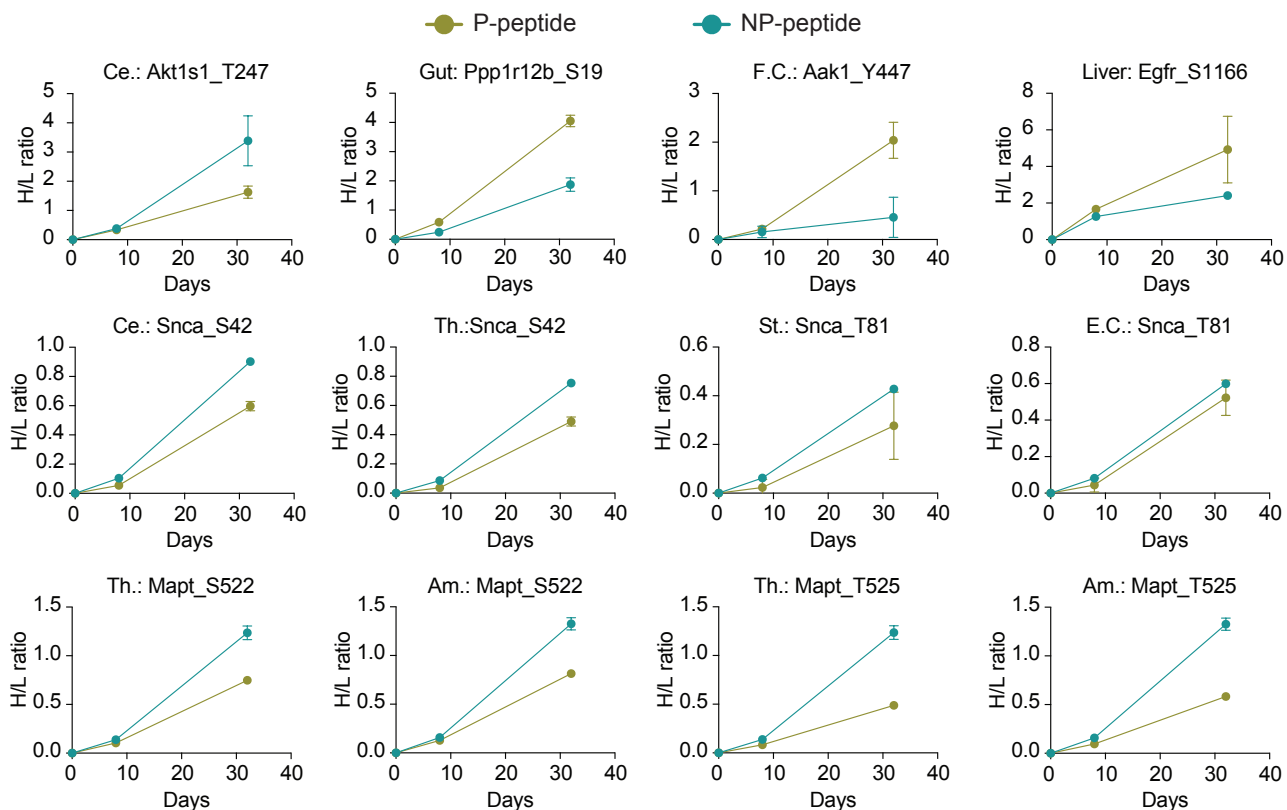 P-peptide NP-peptide
Ce.: Akt1s1_T247
5
4
3
2
1
0
H/L ratio
0 10 20 30 40
Days
Gut: Ppp1r12b_S19
5
4
3
2
1
0
H/L ratio
0 10 20 30 40
Days
F.C.: Aak1_Y447
3
2
1
0
H/L ratio
0 10 20 30 40
Days
Liver: Egfr_S1166
8
6
4
2
0
H/L ratio
0 10 20 30 40
Days
Ce.: Snca_S42
1.0
0.8
0.6
0.4
0.2
0.0
H/L ratio
0 10 20 30 40
Days
Th.:Snca_S42
1.0
0.8
0.6
0.4
0.2
0.0
H/L ratio
0 10 20 30 40
Days
St.: Snca_T81
0.6
0.4
0.2
0.0
H/L ratio
0 10 20 30 40
Days
E.C.: Snca_T81
0.8
0.6
0.4
0.2
0.0
H/L ratio
0 10 20 30 40
Days
Th.: Mapt_S522
1.5
1.0
0.5
0.0
H/L ratio
0 10 20 30 40
Days
Am.: Mapt_S522
1.5
1.0
0.5
0.0
H/L ratio
0 10 20 30 40
Days
Th.: Mapt_T525
1.5
1.0
0.5
0.0
H/L ratio
0 10 20 30 40
Days
Am.: Mapt_T525
1.5
1.0
0.5
0.0
H/L ratio
0 10 20 30 40
Days